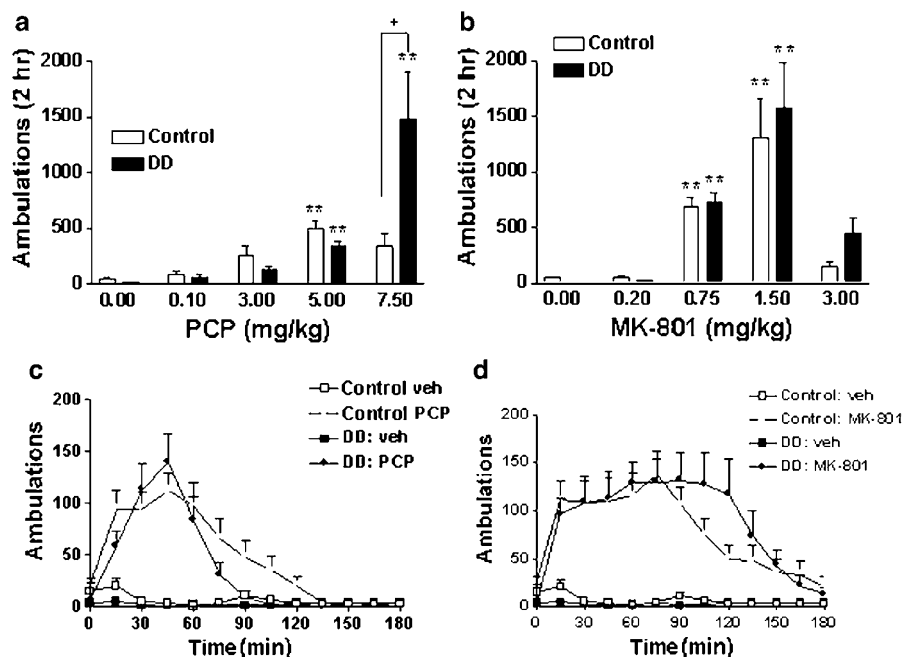 a
+
2000
**
Ambulations (2 hr)
1500
Control
DD
1000
500
** **
0
0.00 0.10 3.00 5.00 7.50
PCP (mg/kg)
b
Control
DD
2000
**
**
Ambulations (2 hr)
1500
1000
** **
500
0
0.00 0.20 0.75 1.50 3.00
MK-801 (mg/kg)
c
Control veh
Control PCP
DD: veh
DD: PCP
200
150
100
50
0
Ambulations
0 30 60 90 120 150 180
Time (min)
d
Control: veh
Control: MK-801
DD: veh
DD: MK-801
200
150
100
50
0
Ambulations
0 30 60 90 120 150 180
Time (min)